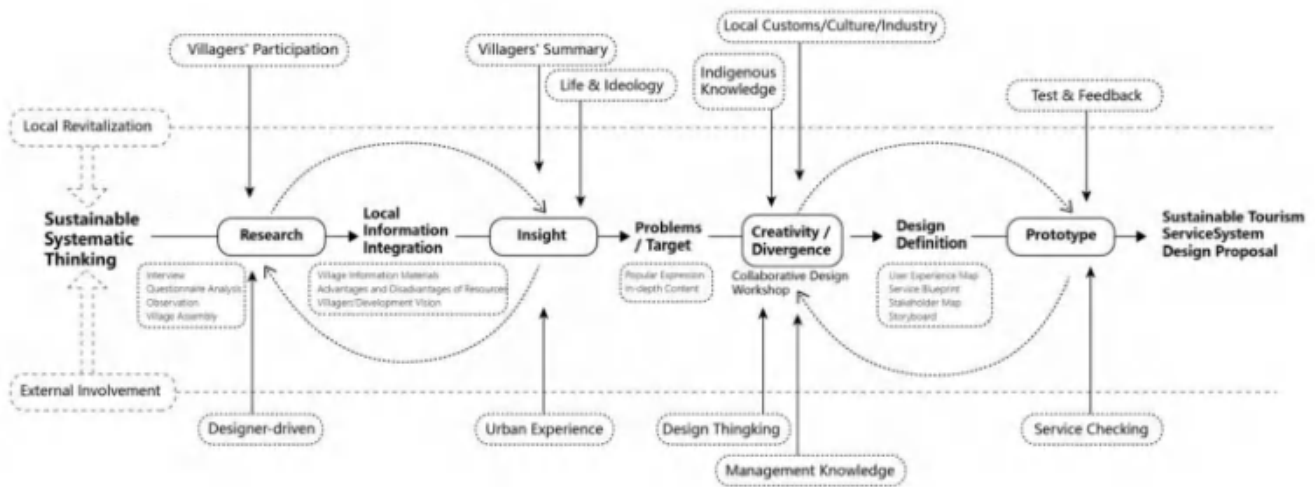 Local Customs/Culture/Industry
Villagers' Participation
Villagers' Summary
Life & Ideology
Indigenous
Knowledge
Test & Feedback
Local Revitalization
Sustainable
Systematic
Thinking
Research
Interview
Questionnaire Analysis
Observation
Village Assembly
Local
Information
Integration
Village Information Materials
Advantages and Disadvantages of Resources
Villagers/Development Vision
Insight
Problems
/ Target
Popular Expression
In-depth Content
Creativity /
Divergence
Collaborative Design
Workshop
Design
Definition
User Experience Map
Service Blueprint
Stakeholder Map
Storyboard
Prototype
Sustainable Tourism
ServiceSystem
Design Proposal
External Involvement
Designer-driven
Urban Experience
Design Thingking
Service Checking
Management Knowledge